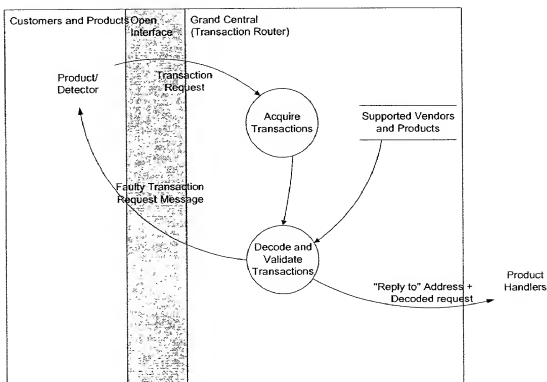 Customers and Products
Open
Interface
Grand Central
(Transaction Router)
Product/
Detector
Transaction
Request
Acquire
Transactions
Supported Vendors
and Products
Faulty Transaction
Request Message
Decode and
Validate
Transactions
"Reply to" Address +
Decoded request
Product
Handlers